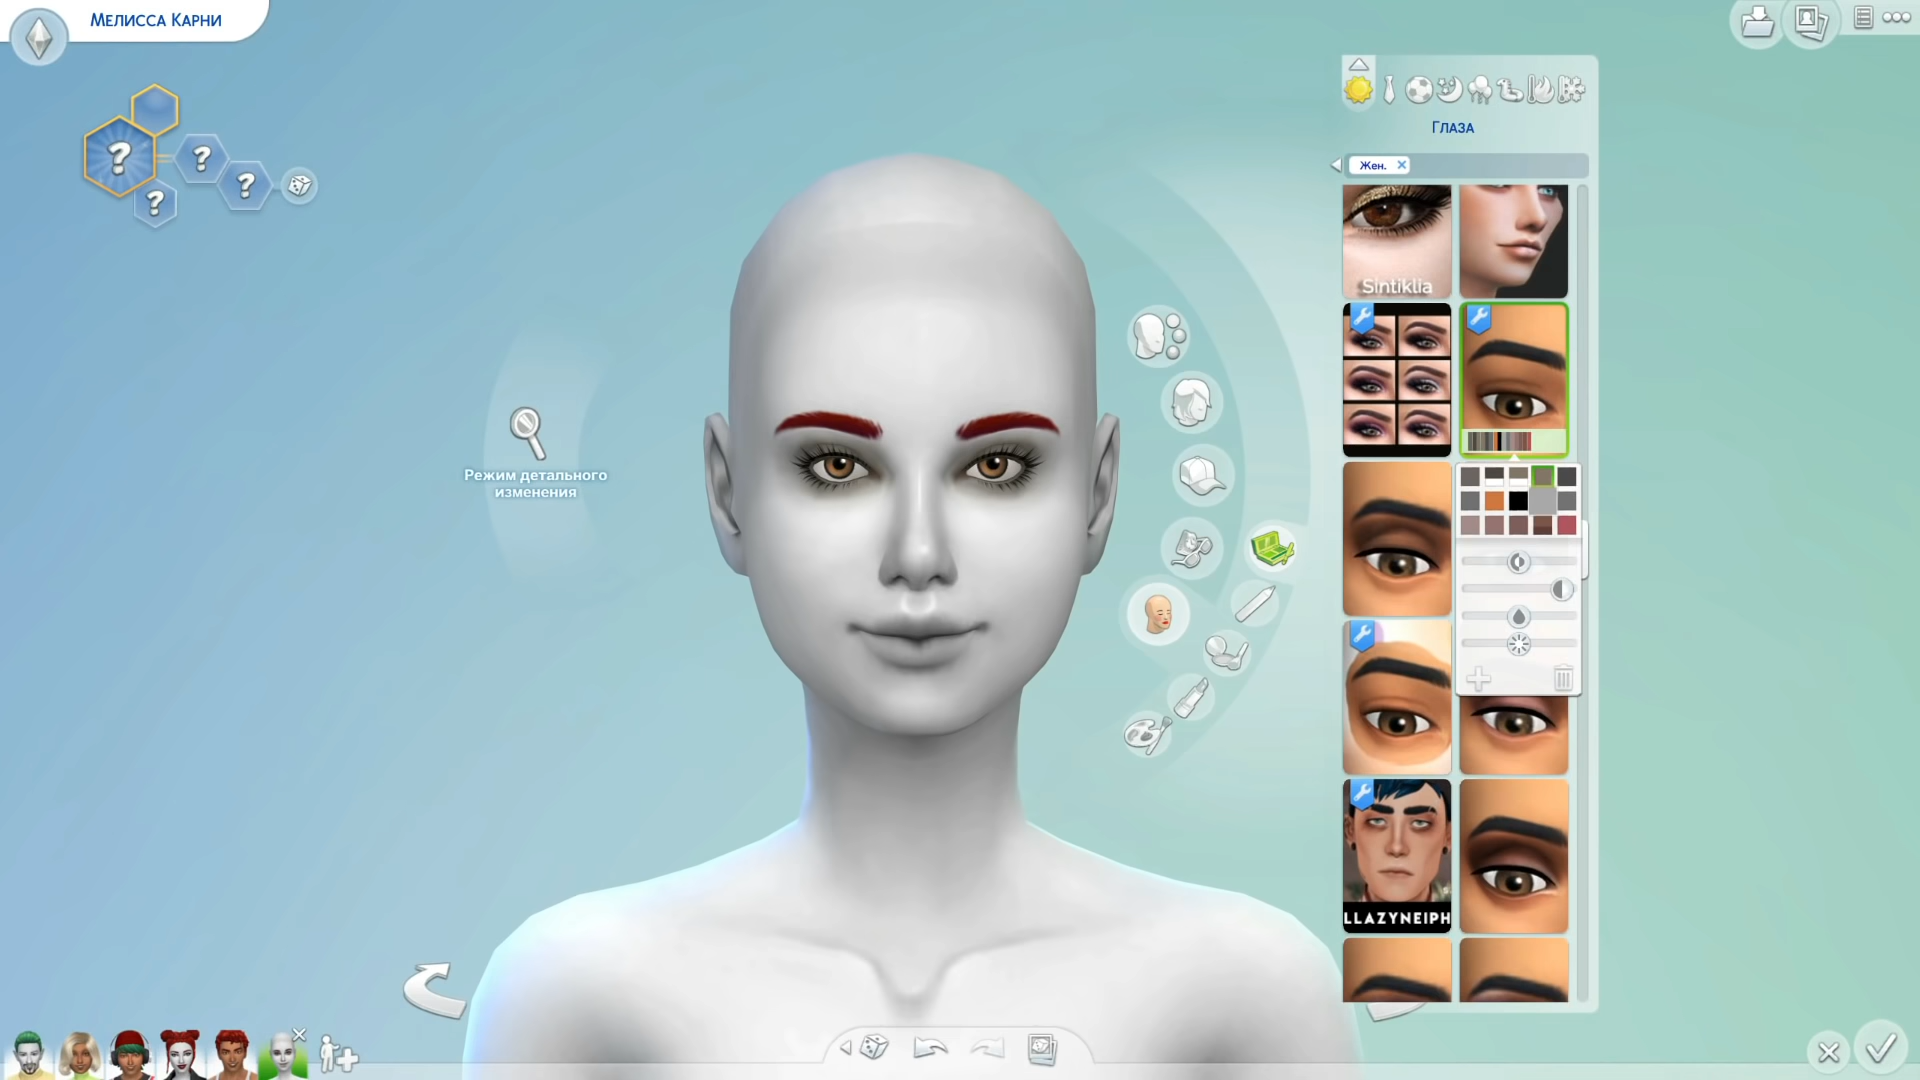 Мелисса Карни
Глаза
Жен.
Sintiklia
Режим детального
изменения
LLAZYNEIPH